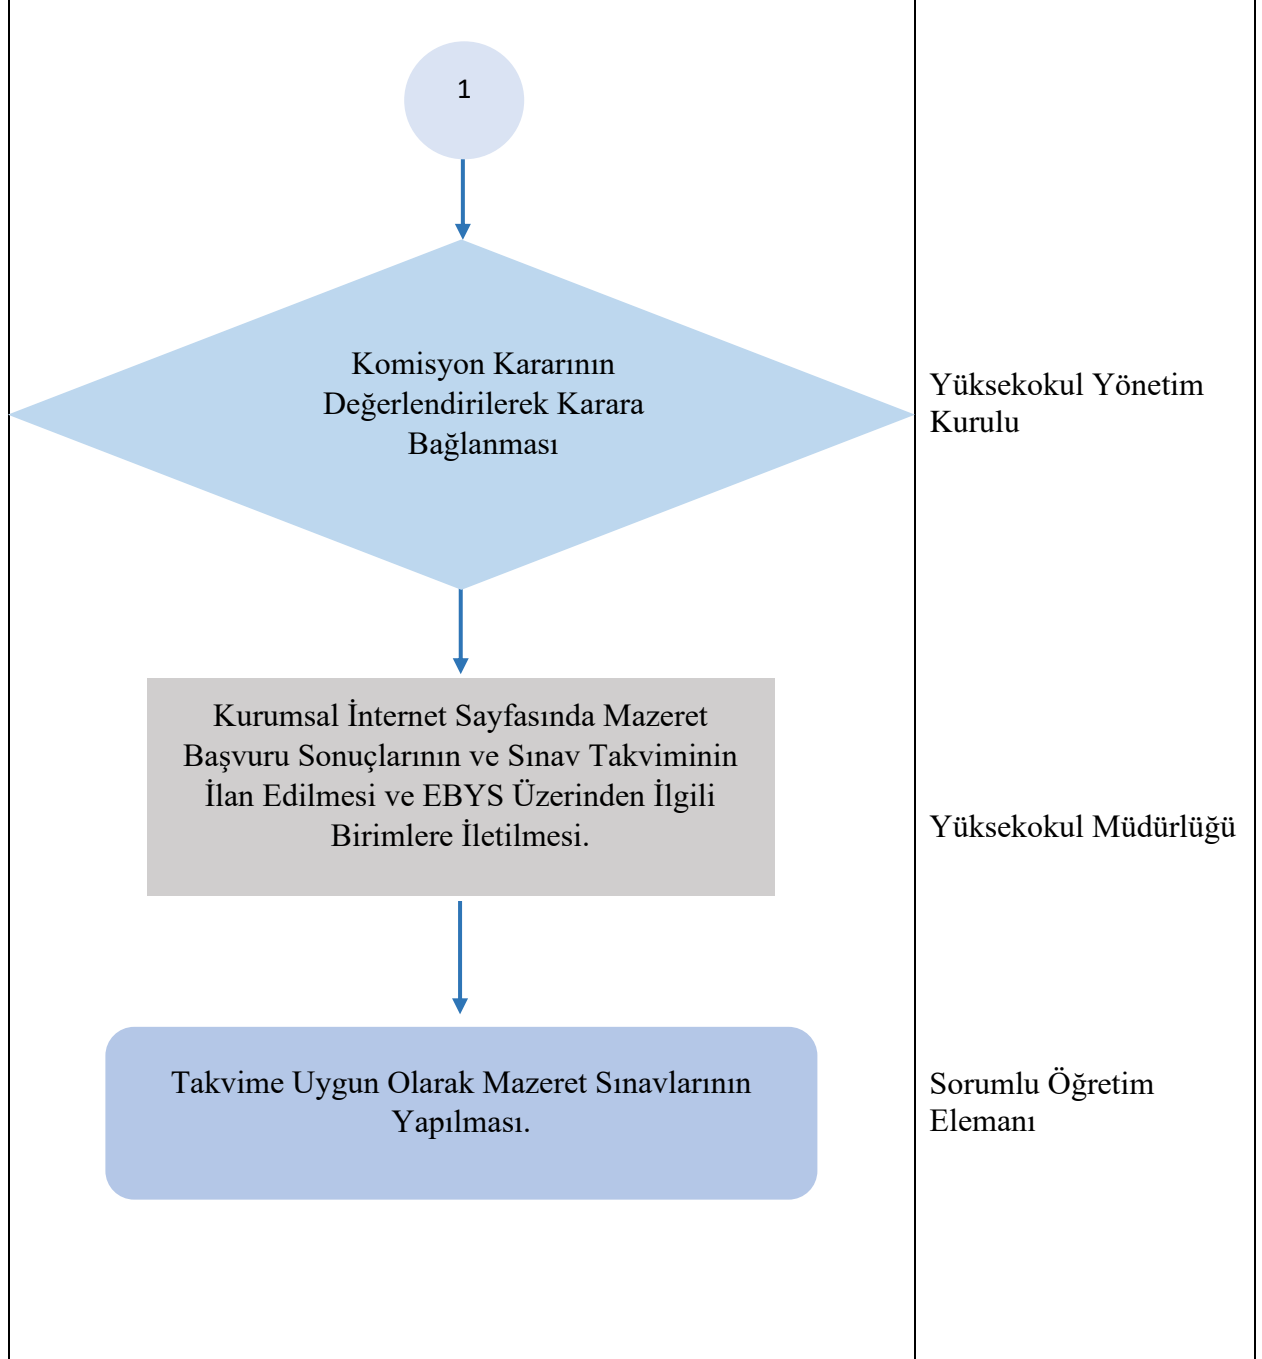 1
Komisyon Kararının
Değerlendirilerek Karara
Bağlanması
Yüksekokul Yönetim
Kurulu
Kurumsal İnternet Sayfasında Mazeret
Başvuru Sonuçlarının ve Sınav Takviminin
İlan Edilmesi ve EBYS Üzerinden İlgili
Birimlere İletilmesi.
Yüksekokul Müdürlüğü
Takvime Uygun Olarak Mazeret Sınavlarının
Yapılması.
Sorumlu Öğretim
Elemanı